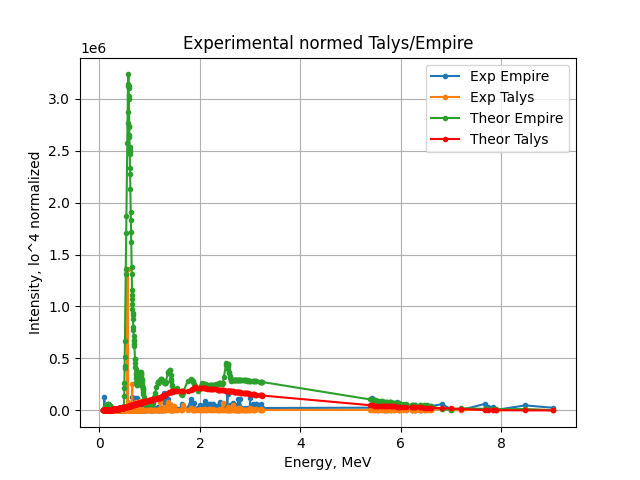 Experimental normed Talys/Empire
1e6
Exp Empire
Exp Talys
Theor Empire
Theor Talys
3.0
2.5
2.0
1.5
1.0
0.5
0.0
Intensity, Io^4 normalized
0 2 4 6 8
Energy, MeV